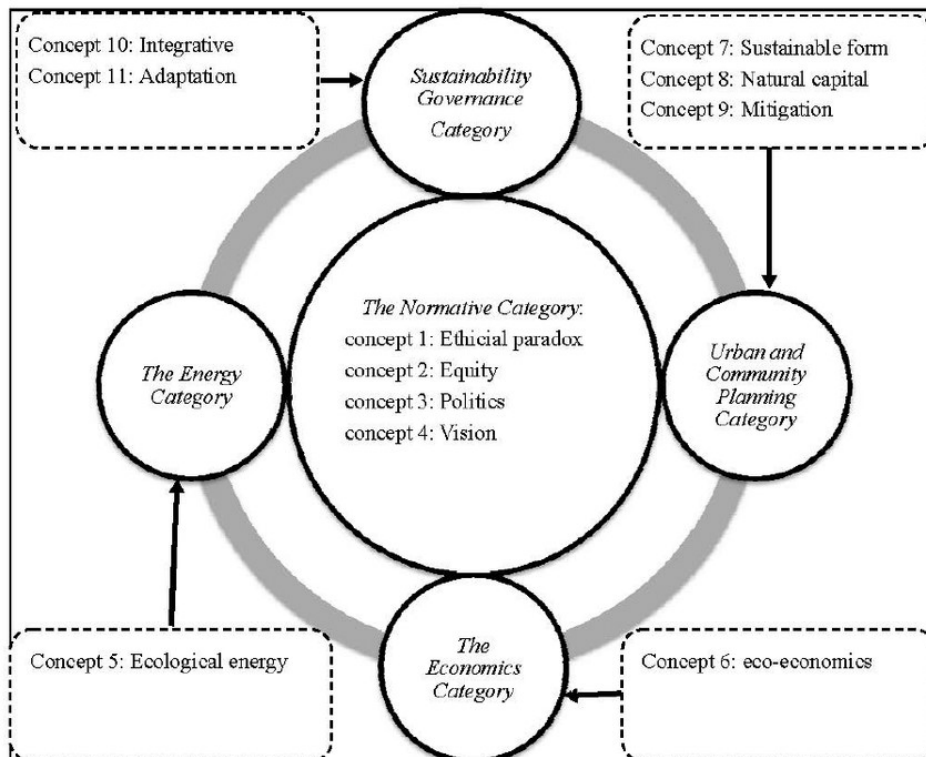 Concept 10: Integrative
Concept 11: Adaptation
Sustainability
Governance
Category
Concept 7: Sustainable form
Concept 8: Natural capital
Concept 9: Mitigation
The Normative Category:
concept 1: Ethicial paradox
concept 2: Equity
concept 3: Politics
concept 4: Vision
The Energy
Category
Urban and
Community
Planning
Category
Concept 5: Ecological energy
The
Economics
Category
Concept 6: eco-economics